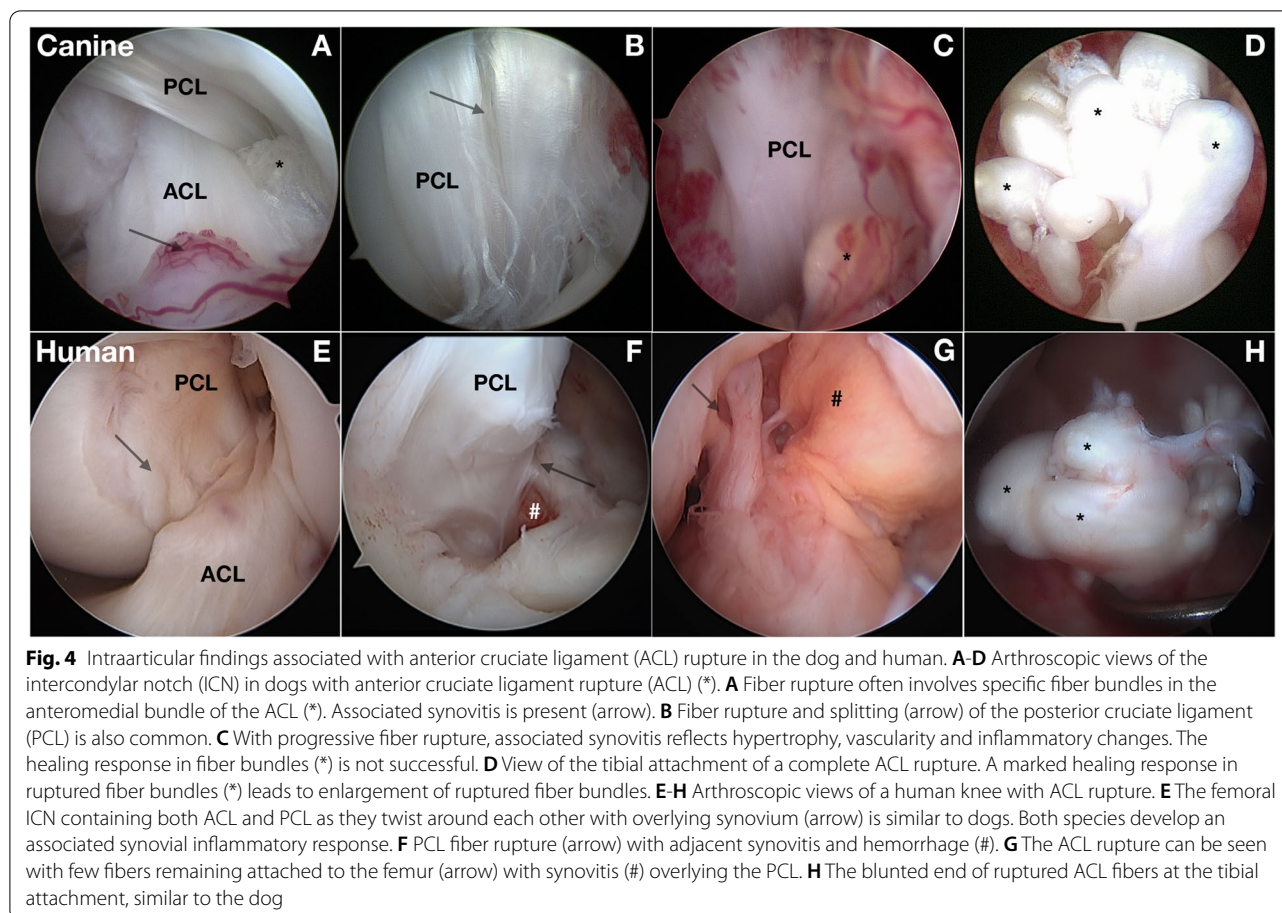 Canine A B C D
PCL PCL PCL * *
* ACL * *
Human E F G H
PCL PCL # *
ACL # * *
Fig. 4 Intraarticular findings associated with anterior cruciate ligament (ACL) rupture in the dog and human. A-D Arthroscopic views of the
intercondylar notch (ICN) in dogs with anterior cruciate ligament rupture (ACL) (*). A Fiber rupture often involves specific fiber bundles in the
anteromedial bundle of the ACL (*). Associated synovitis is present (arrow). B Fiber rupture and splitting (arrow) of the posterior cruciate ligament
(PCL) is also common. C With progressive fiber rupture, associated synovitis reflects hypertrophy, vascularity and inflammatory changes. The
healing response in fiber bundles (*) is not successful. D View of the tibial attachment of a complete ACL rupture. A marked healing response in
ruptured fiber bundles (*) leads to enlargement of ruptured fiber bundles. E-H Arthroscopic views of a human knee with ACL rupture. E The femoral
ICN containing both ACL and PCL as they twist around each other with overlying synovium (arrow) is similar to dogs. Both species develop an
associated synovial inflammatory response. F PCL fiber rupture (arrow) with adjacent synovitis and hemorrhage (#). G The ACL rupture can be seen
with few fibers remaining attached to the femur (arrow) with synovitis (#) overlying the PCL. H The blunted end of ruptured ACL fibers at the tibial
attachment, similar to the dog